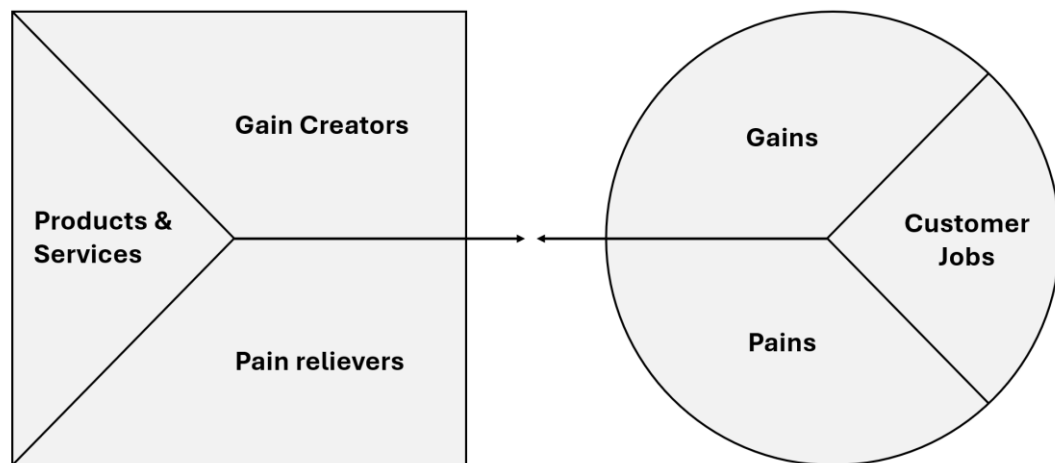 Gain Creators
Products &
Services
Pain relievers
Gains
Customer
Jobs
Pains